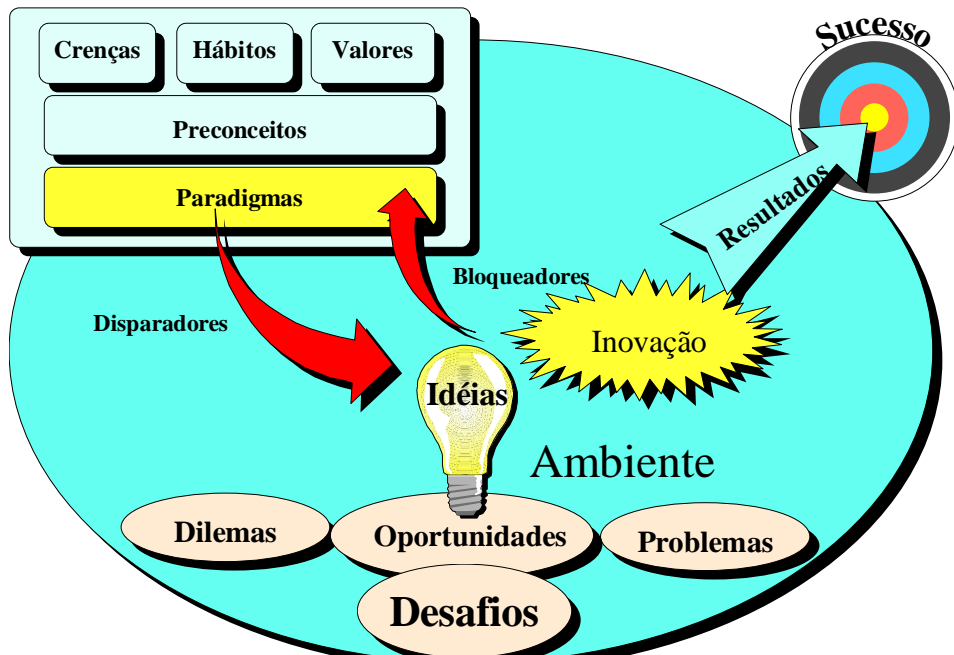 Crenças
Hábitos
Valores
Sucesso
Preconceitos
Paradigmas
Resultados
Bloqueadores
Disparadores
Inovação
Idéias
Ambiente
Dilemas
Oportunidades
Problemas
Desafios